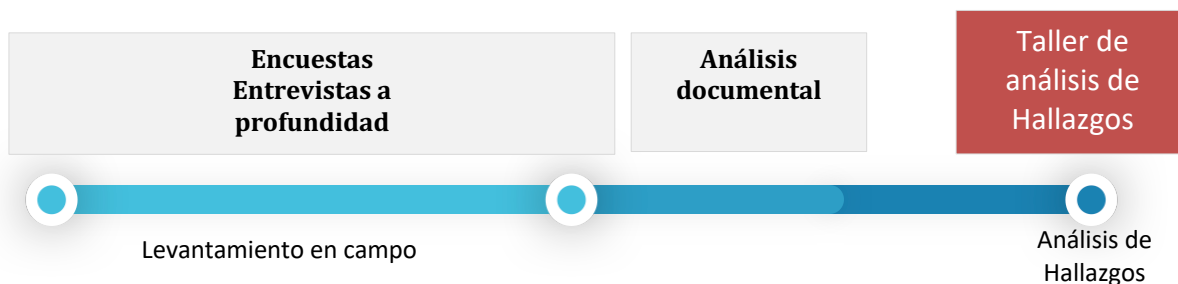 Encuestas
Entrevistas a
profundidad
Análisis
documental
Taller de
análisis de
Hallazgos
Levantamiento en campo
Análisis de
Hallazgos